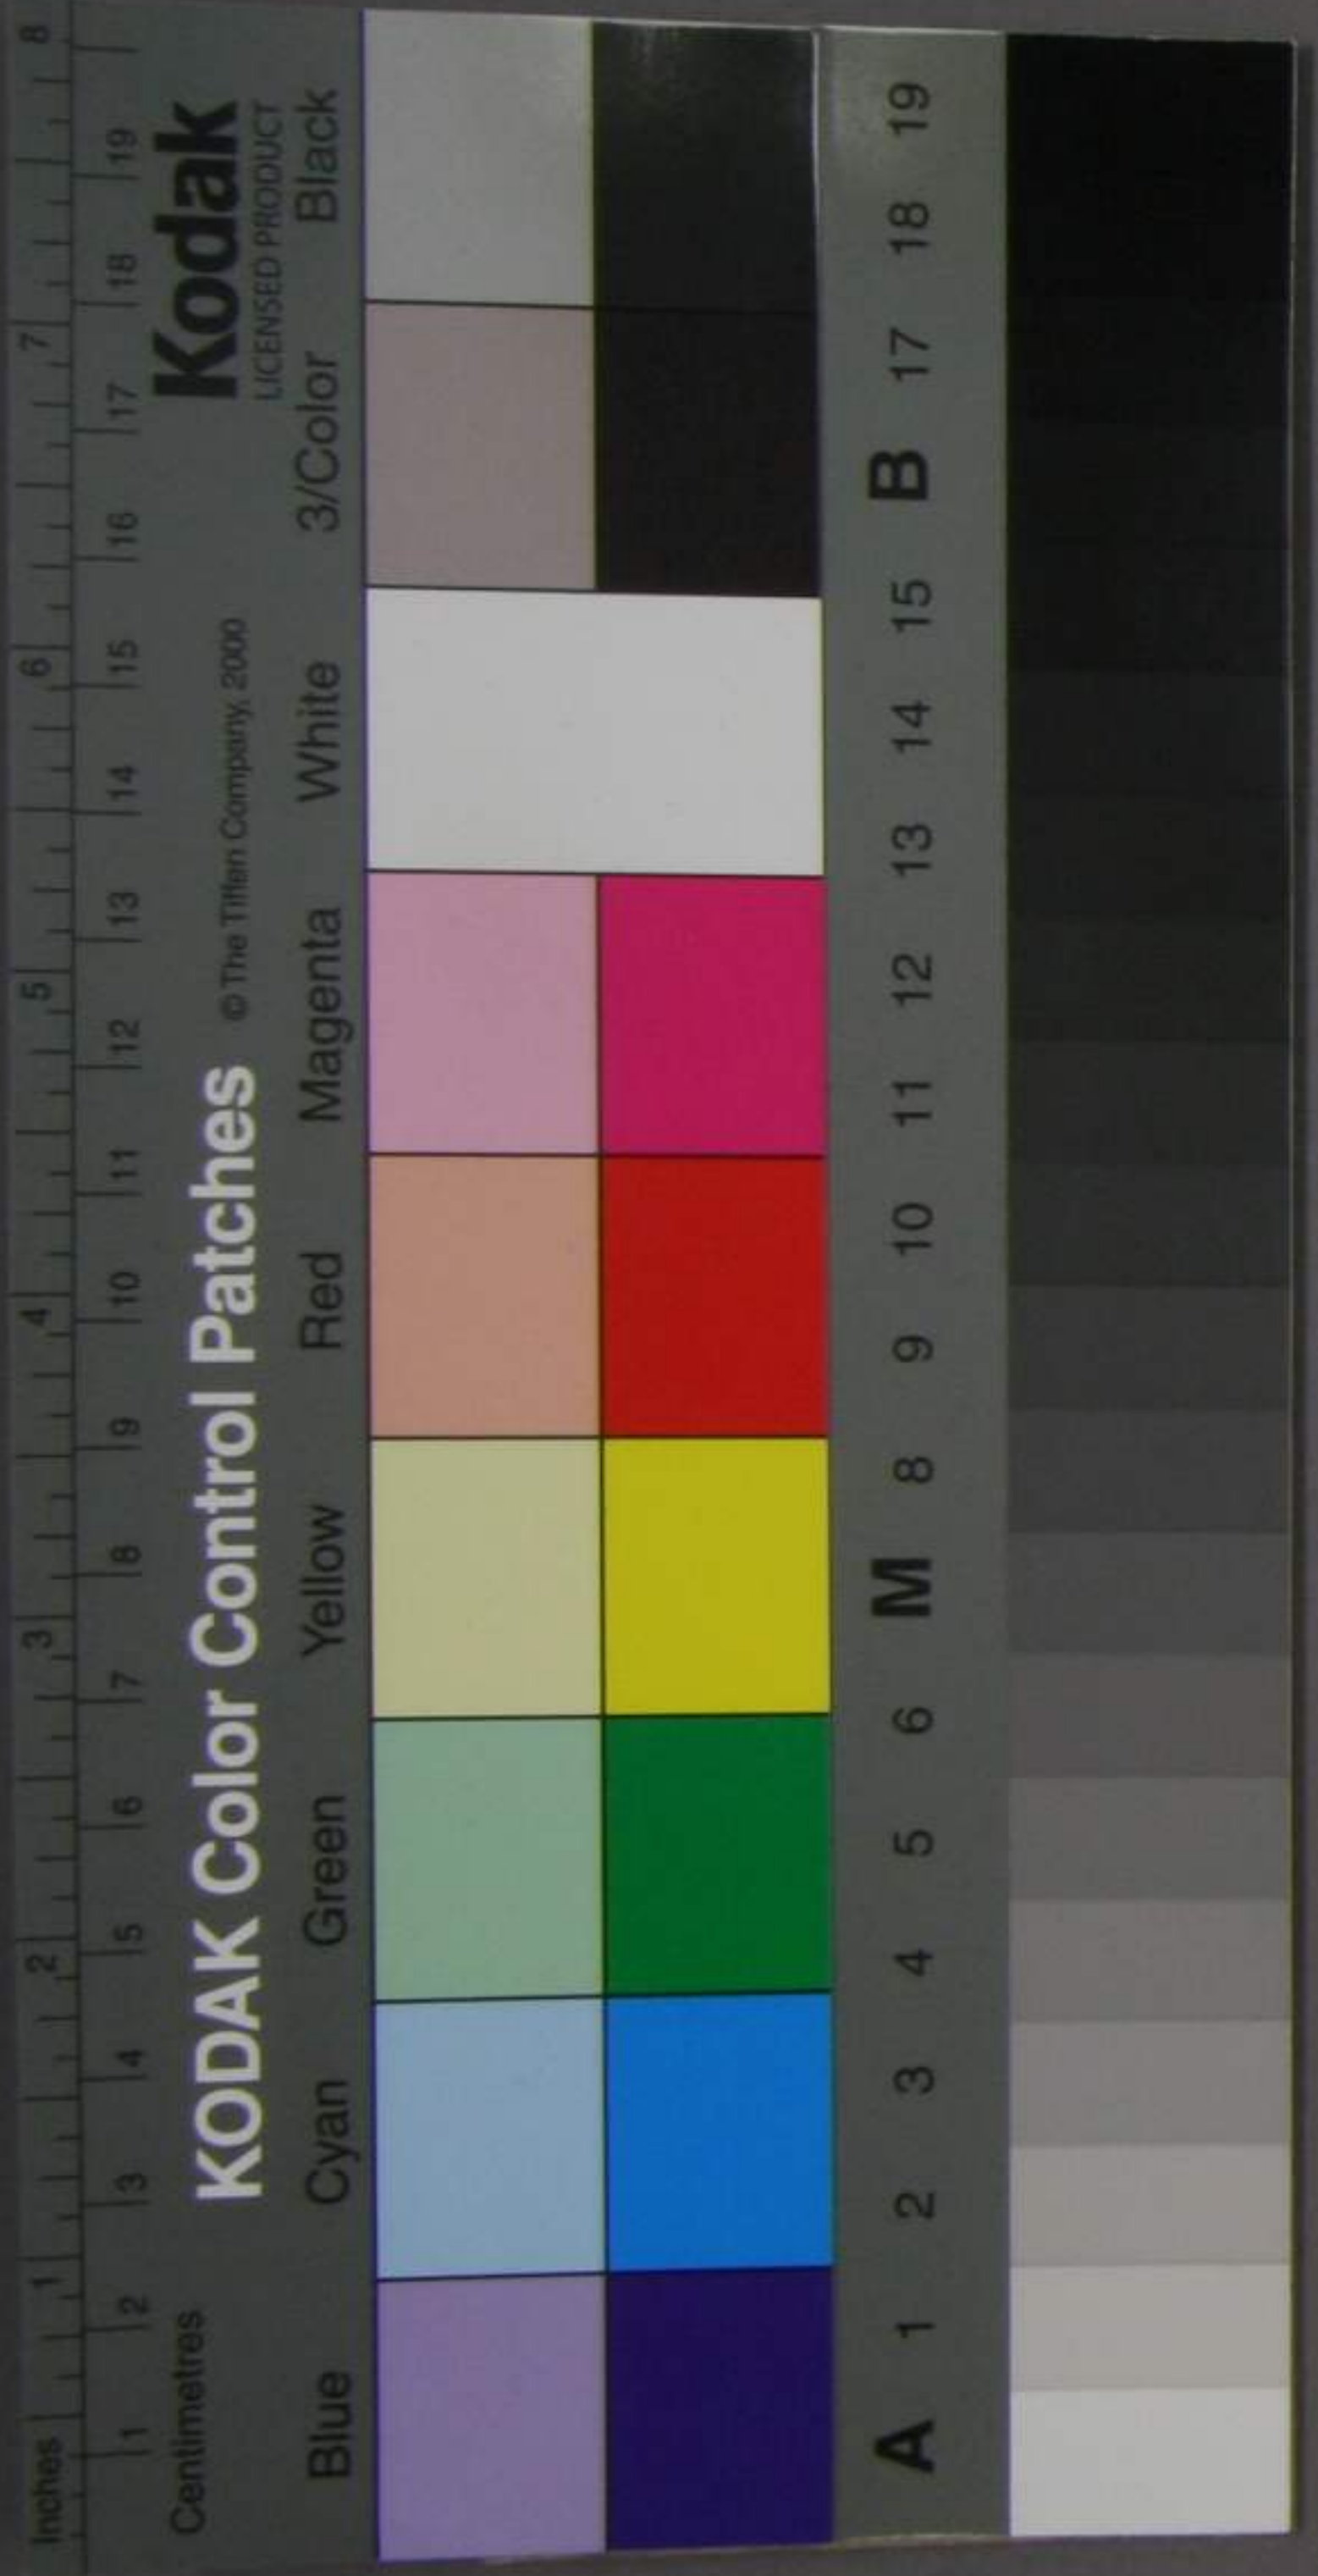 Inches 1 2 3 4 5 6 7 8
Centimetres 1 2 3 4 5 6 7 8 9 10 11 12 13 14 15 16 17 18 19
KODAK Color Control Patches © The Tiffen Company, 2000 Kodak
LICENSED PRODUCT
Blue Cyan Green Yellow Red Magenta White 3/Color Black
A 1 2 3 4 5 6 M 8 9 10 11 12 13 14 15 B 17 18 19